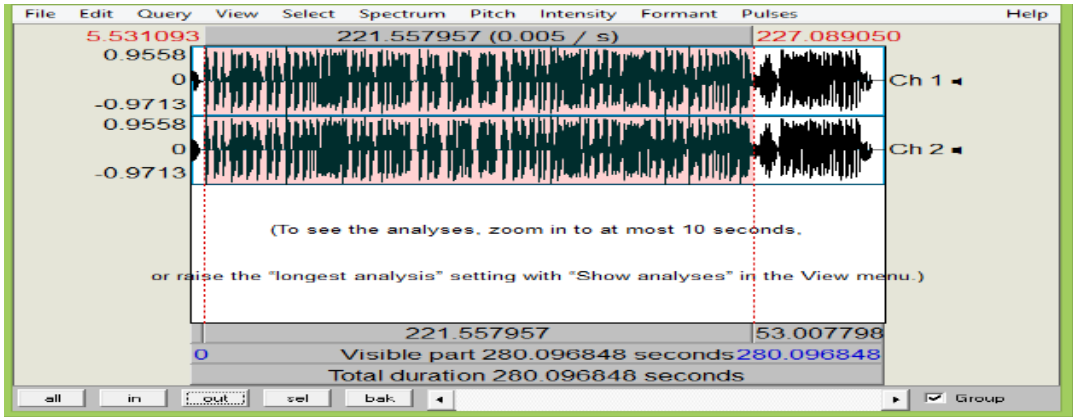 File Edit Query View Select Spectrum Pitch Intensity Formant Pulses Help
5.531093 221.557957 (0.005 / s) 227.089050
0.9558
0 Ch 1
-0.9713
0.9558
0 Ch 2
-0.9713
(To see the analyses, zoom in to at most 10 seconds,
or raise the "longest analysis" setting with "Show analyses" in the View menu.)
221.557957 53.007798
0 Visible part 280.096848 seconds 280.096848
Total duration 280.096848 seconds
all in out sel bak Group